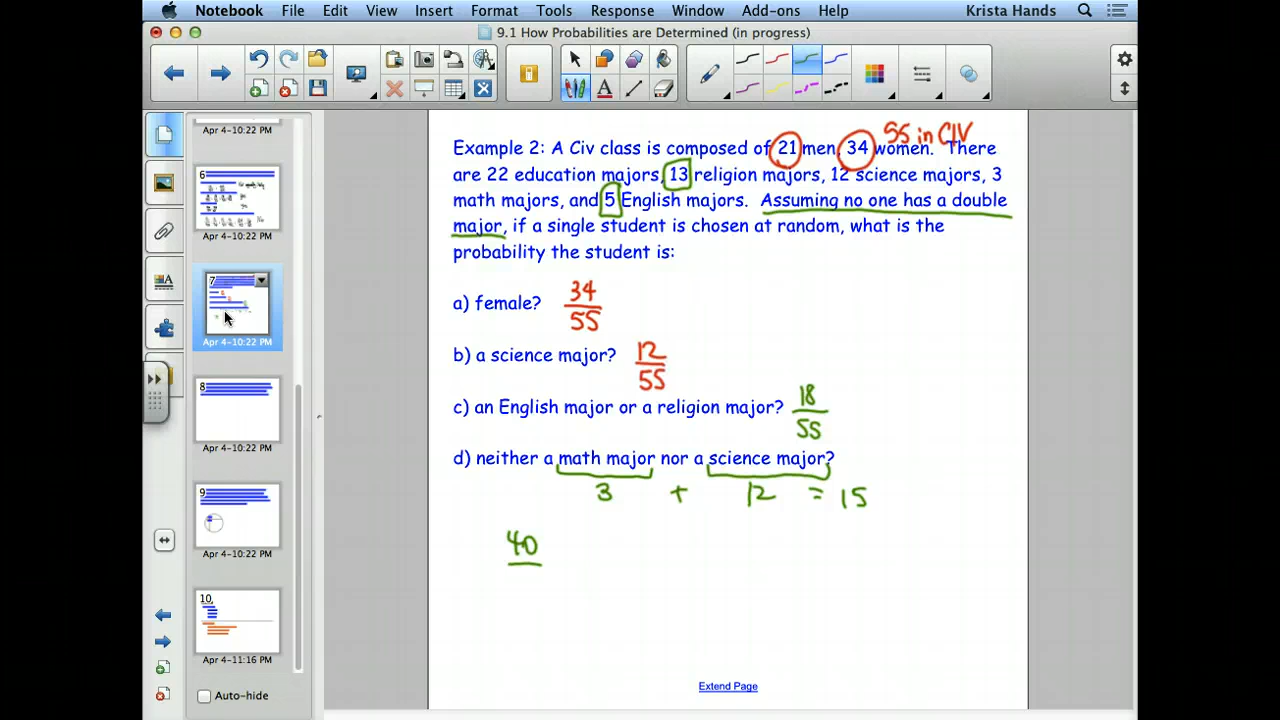 Notebook File Edit View Insert Format Tools Response Window Add-ons Help Krista Hands
9.1 How Probabilities are Determined (in progress)
Apr 4-10:22 PM
6
Apr 4-10:22 PM
7
Apr 4-10:22 PM
8
Apr 4-10:22 PM
9
Apr 4-10:22 PM
10
Apr 4-11:16 PM
Auto-hide
55 in CIV
Example 2: A Civ class is composed of 21 men, 34 women. There
are 22 education majors, 13 religion majors, 12 science majors, 3
math majors, and 5 English majors. Assuming no one has a double
major, if a single student is chosen at random, what is the
probability the student is:
a) female? 34/55
b) a science major? 12/55
c) an English major or a religion major? 18/55
d) neither a math major nor a science major?
3 + 12 = 15
40
Extend Page